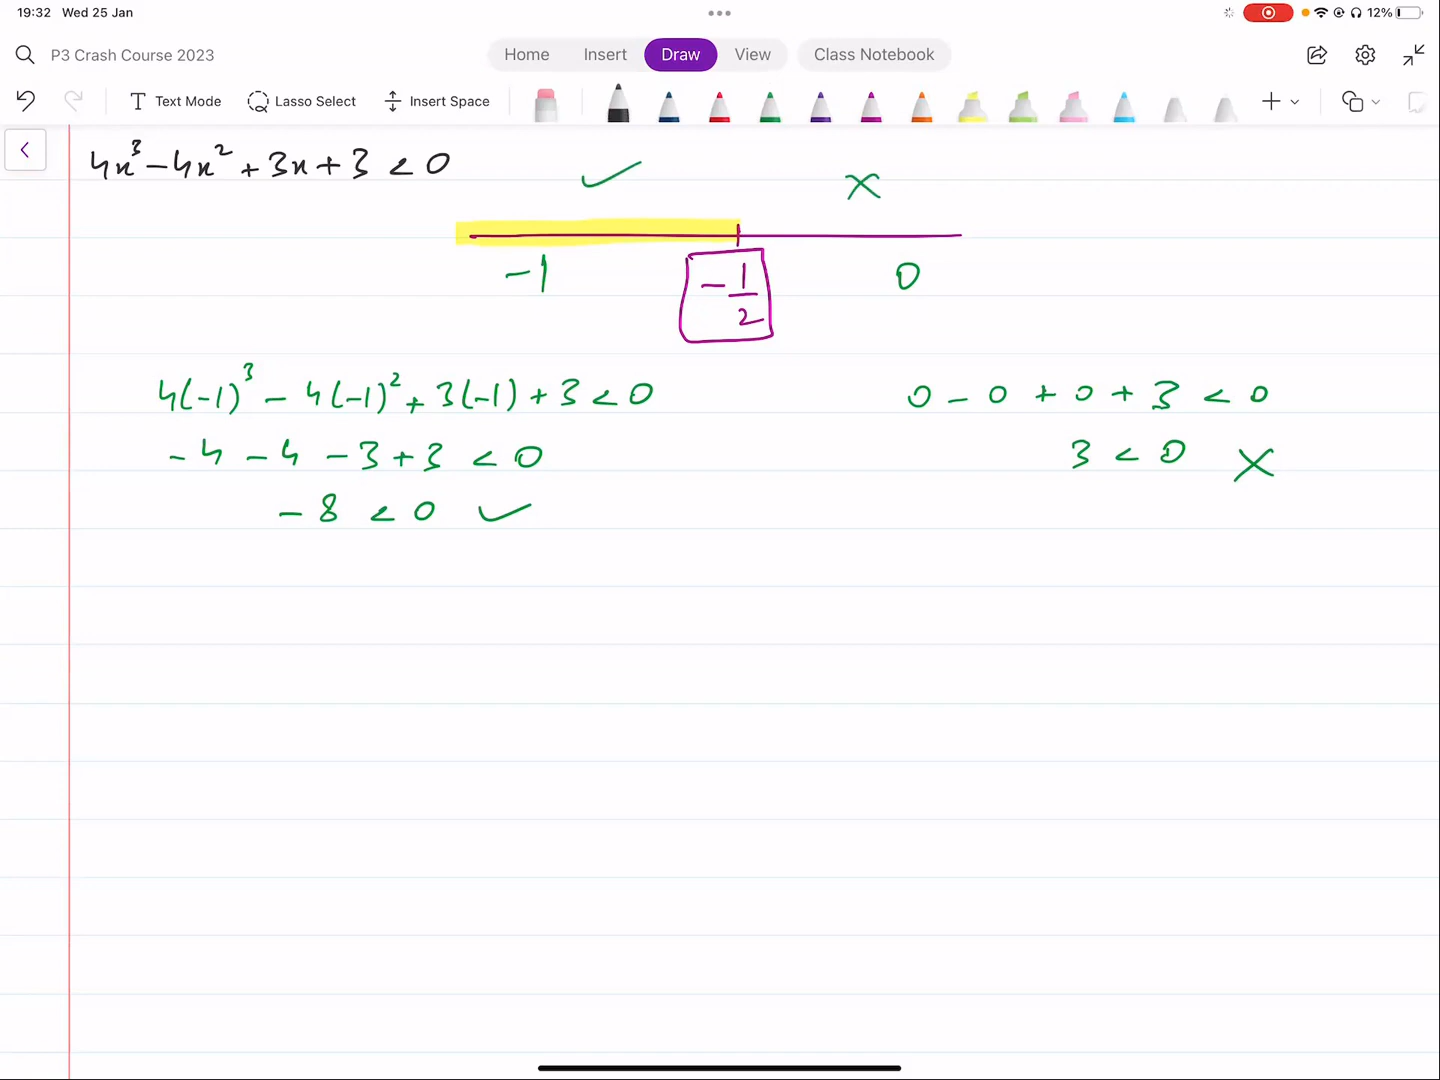 19:32 Wed 25 Jan
12%
P3 Crash Course 2023
Home Insert Draw View Class Notebook
Text Mode Lasso Select Insert Space
4x³ - 4x² + 3x + 3 < 0
✓ x
-1 -1/2 0
4(-1)³ - 4(-1)² + 3(-1) + 3 < 0
0 - 0 + 0 + 3 < 0
-4 - 4 - 3 + 3 < 0
3 < 0 x
-8 < 0 ✓